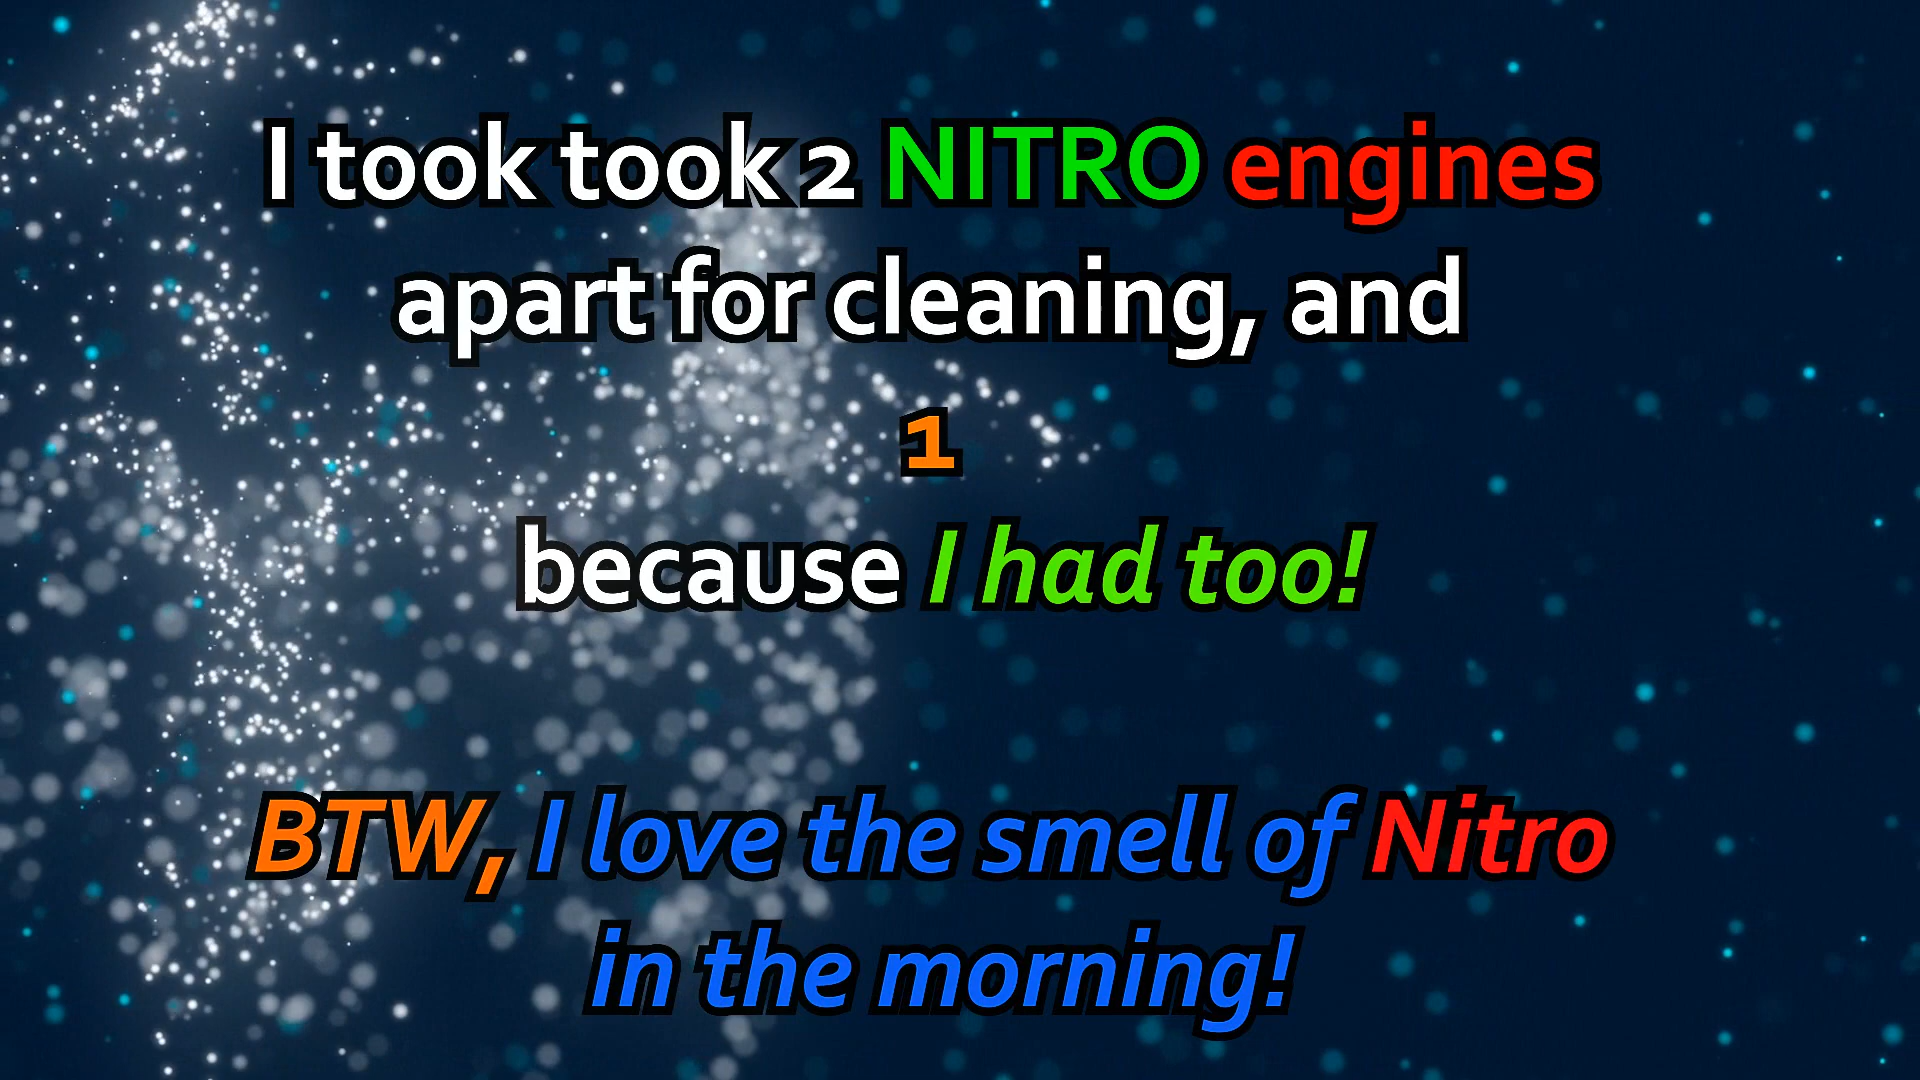 I took took 2 NITRO engines
apart for cleaning, and
1
because I had too!
BTW, I love the smell of Nitro
in the morning!